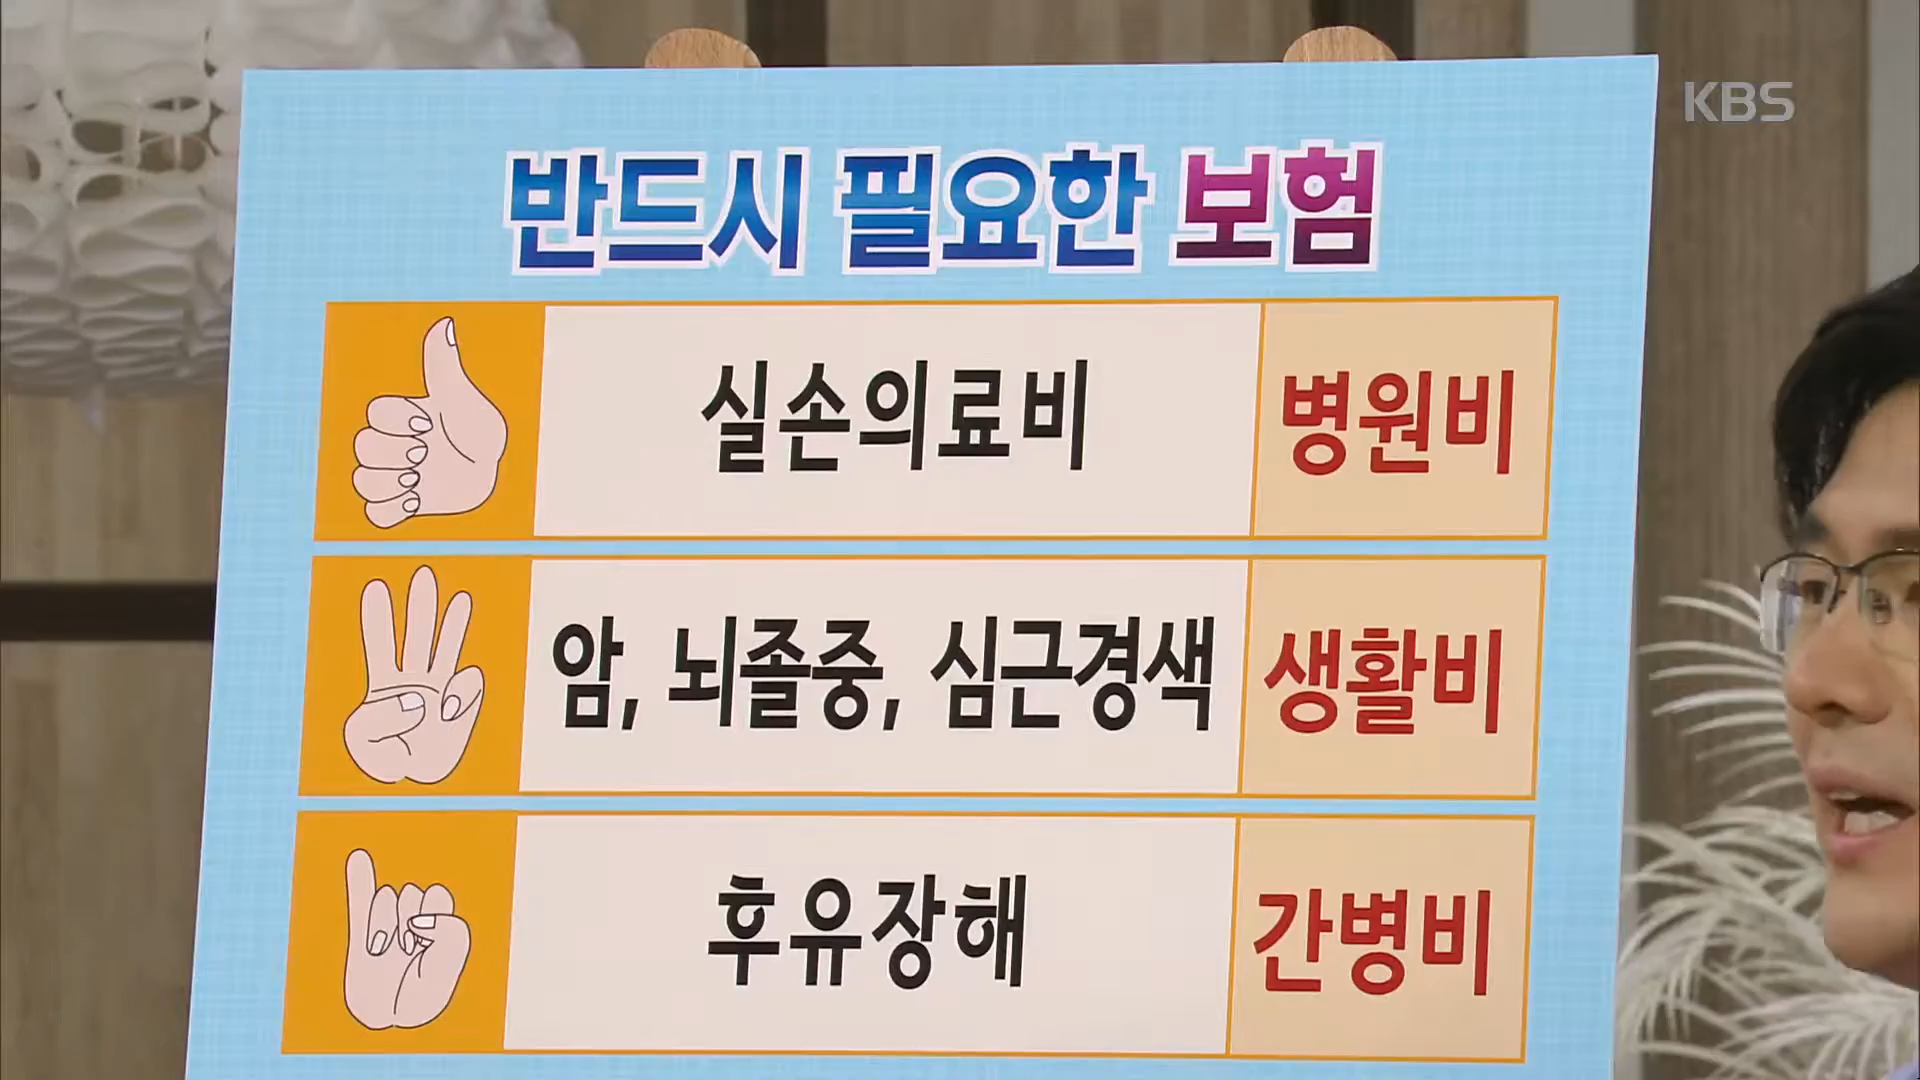 KBS
반드시 필요한 보험
실손의료비 병원비
암, 뇌졸중, 심근경색 생활비
후유장해 간병비